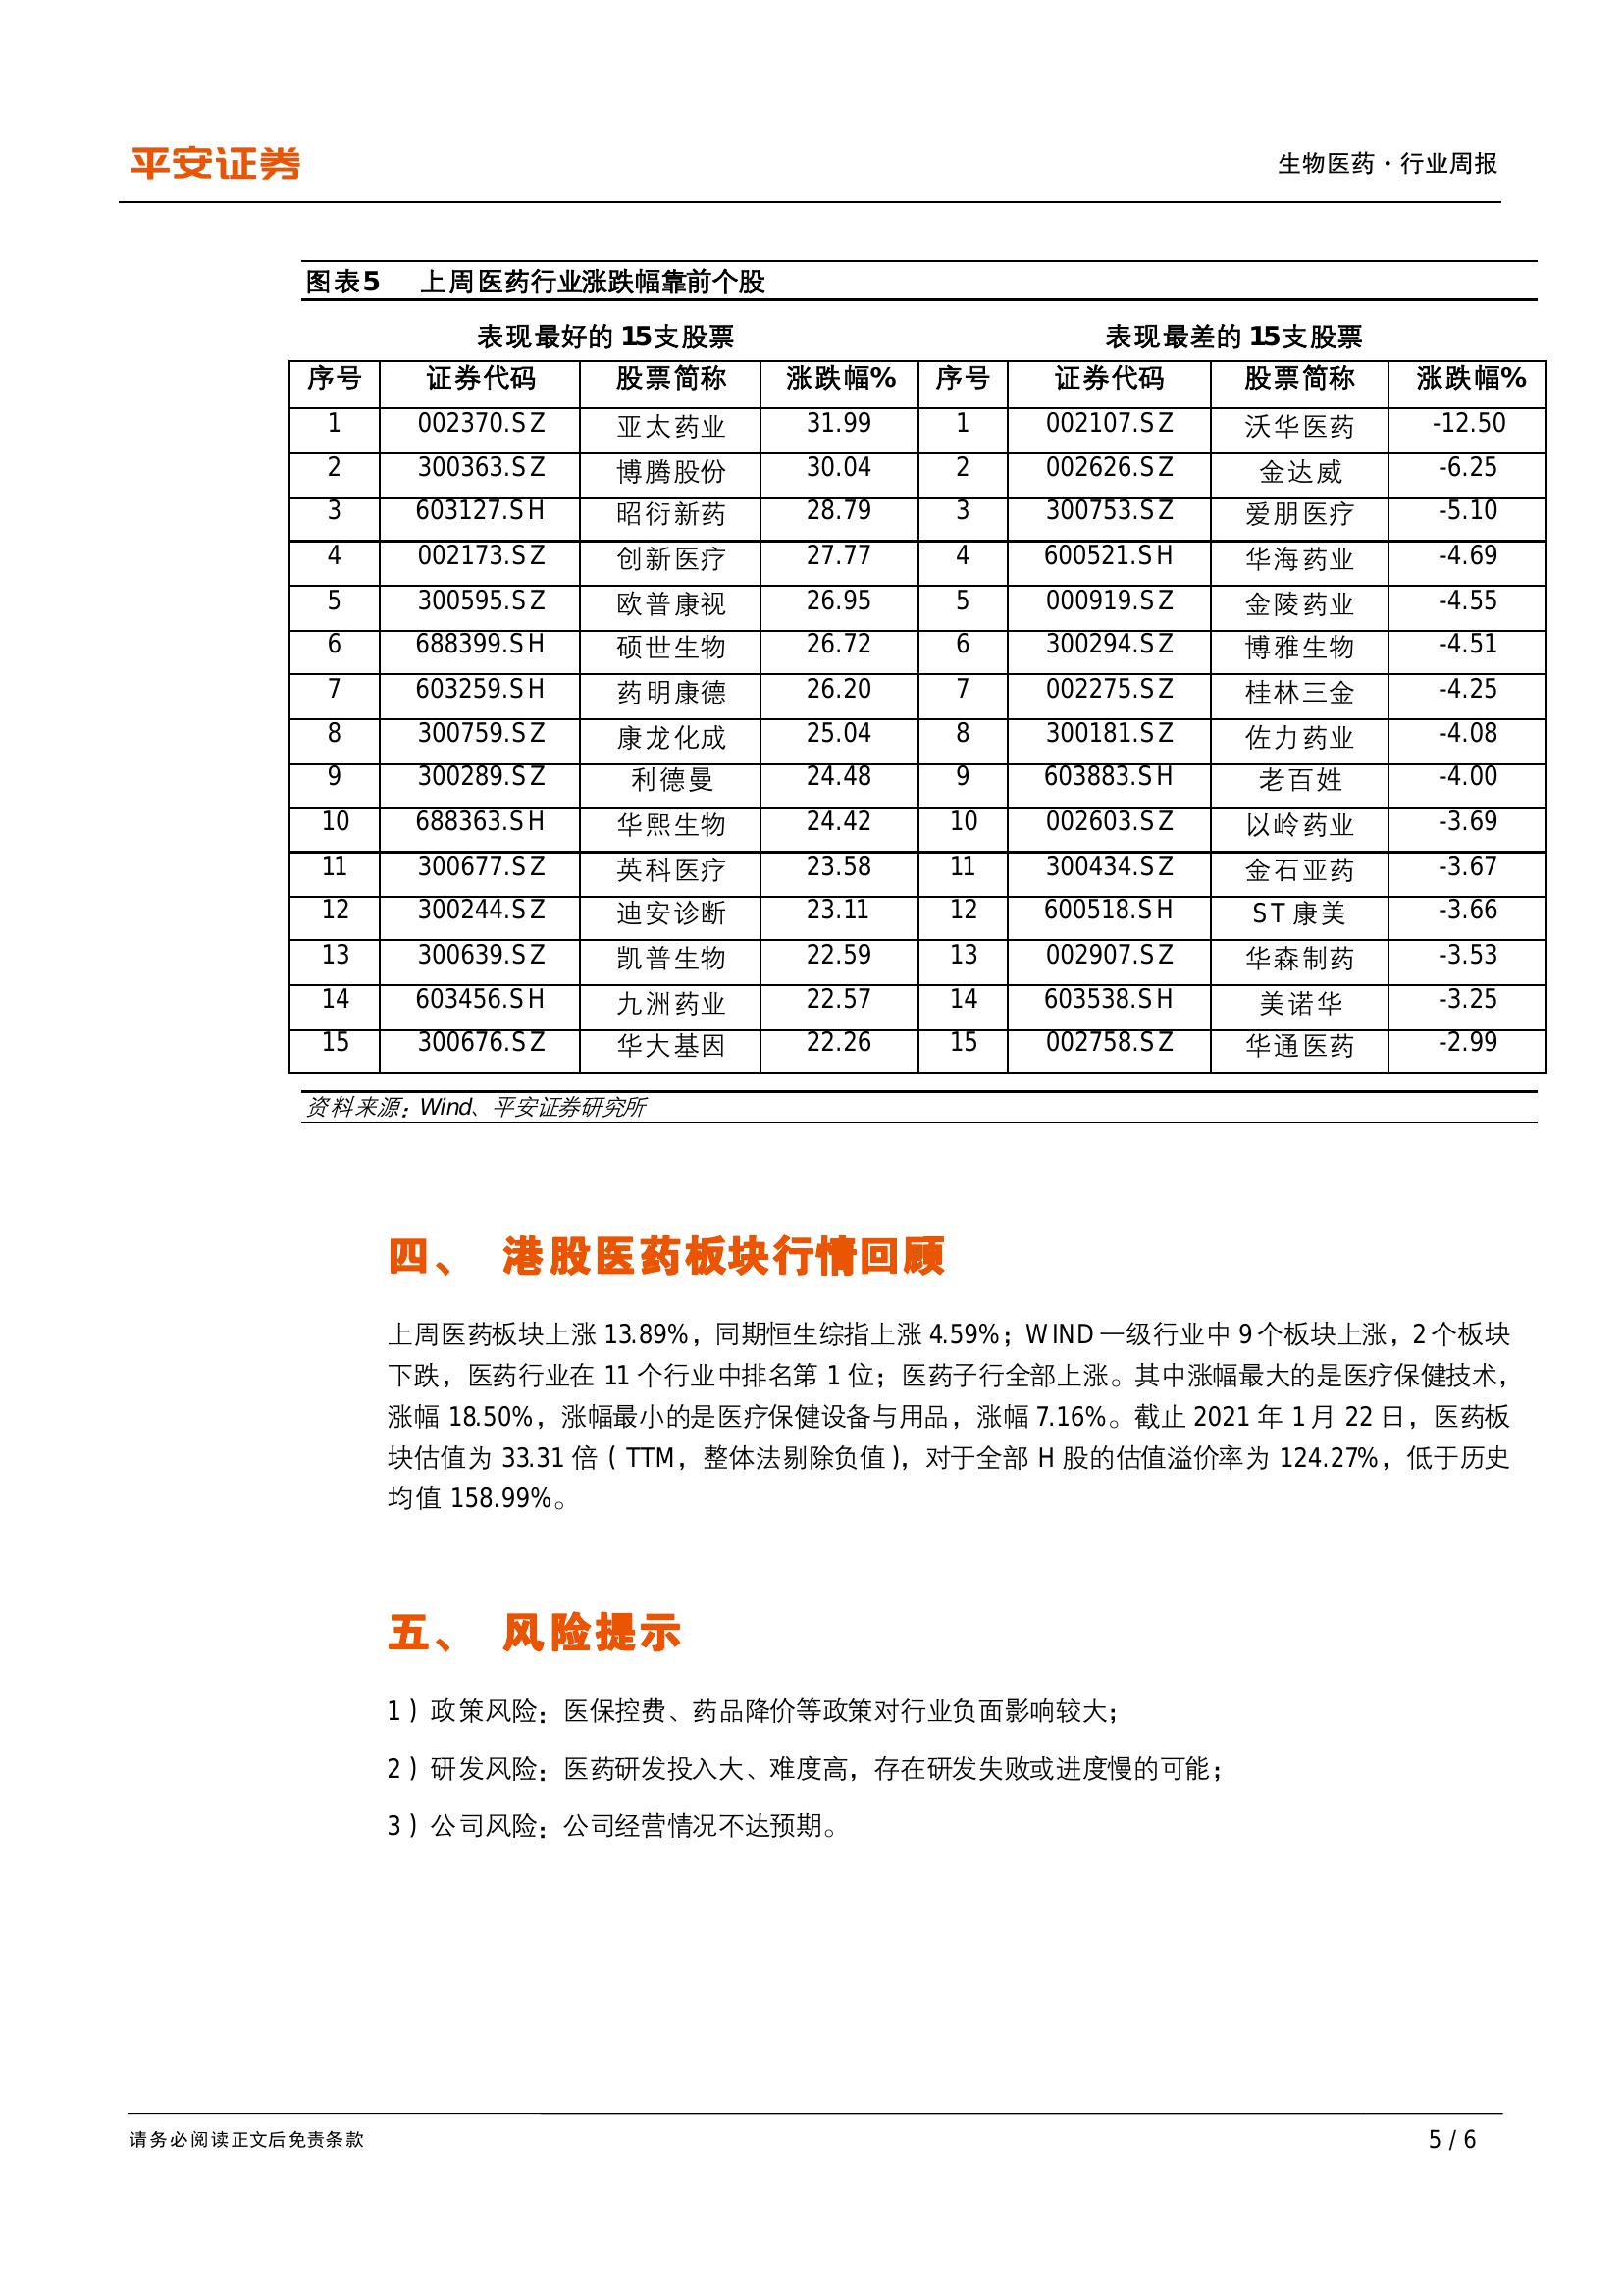 平安证券
生物医药·行业周报
图表5 上周医药行业涨跌幅靠前个股
表现最好的 15支股票 表现最差的 15支股票
序号 证券代码 股票简称 涨跌幅% 序号 证券代码 股票简称 涨跌幅%
1 002370.SZ 亚太药业 31.99 1 002107.SZ 沃华医药 -12.50
2 300363.SZ 博腾股份 30.04 2 002626.SZ 金达威 -6.25
3 603127.SH 昭衍新药 28.79 3 300753.SZ 爱朋医疗 -5.10
4 002173.SZ 创新医疗 27.77 4 600521.SH 华海药业 -4.69
5 300595.SZ 欧普康视 26.95 5 000919.SZ 金陵药业 -4.55
6 688399.SH 硕世生物 26.72 6 300294.SZ 博雅生物 -4.51
7 603259.SH 药明康德 26.20 7 002275.SZ 桂林三金 -4.25
8 300759.SZ 康龙化成 25.04 8 300181.SZ 佐力药业 -4.08
9 300289.SZ 利德曼 24.48 9 603883.SH 老百姓 -4.00
10 688363.SH 华熙生物 24.42 10 002603.SZ 以岭药业 -3.69
11 300677.SZ 英科医疗 23.58 11 300434.SZ 金石亚药 -3.67
12 300244.SZ 迪安诊断 23.11 12 600518.SH ST 康美 -3.66
13 300639.SZ 凯普生物 22.59 13 002907.SZ 华森制药 -3.53
14 603456.SH 九洲药业 22.57 14 603538.SH 美诺华 -3.25
15 300676.SZ 华大基因 22.26 15 002758.SZ 华通医药 -2.99
资料来源：Wind、平安证券研究所
四、 港股医药板块行情回顾
上周医药板块上涨 13.89%，同期恒生综指上涨 4.59%；WIND 一级行业中 9 个板块上涨，2 个板块
下跌，医药行业在 11 个行业中排名第 1 位；医药子行全部上涨。其中涨幅最大的是医疗保健技术，
涨幅 18.50%，涨幅最小的是医疗保健设备与用品，涨幅 7.16%。截止 2021 年 1 月 22 日，医药板
块估值为 33.31 倍（TTM，整体法剔除负值），对于全部 H 股的估值溢价率为 124.27%，低于历史
均值 158.99%。
五、 风险提示
1）政策风险：医保控费、药品降价等政策对行业负面影响较大；
2）研发风险：医药研发投入大、难度高，存在研发失败或进度慢的可能；
3）公司风险：公司经营情况不达预期。
请务必阅读正文后免责条款
5 / 6